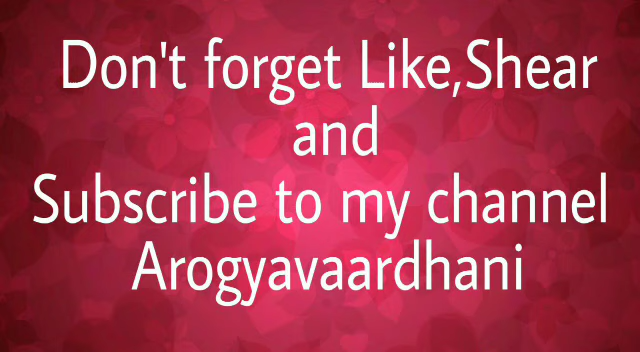 Don't forget Like,Shear
and
Subscribe to my channel
Arogyavaardhani